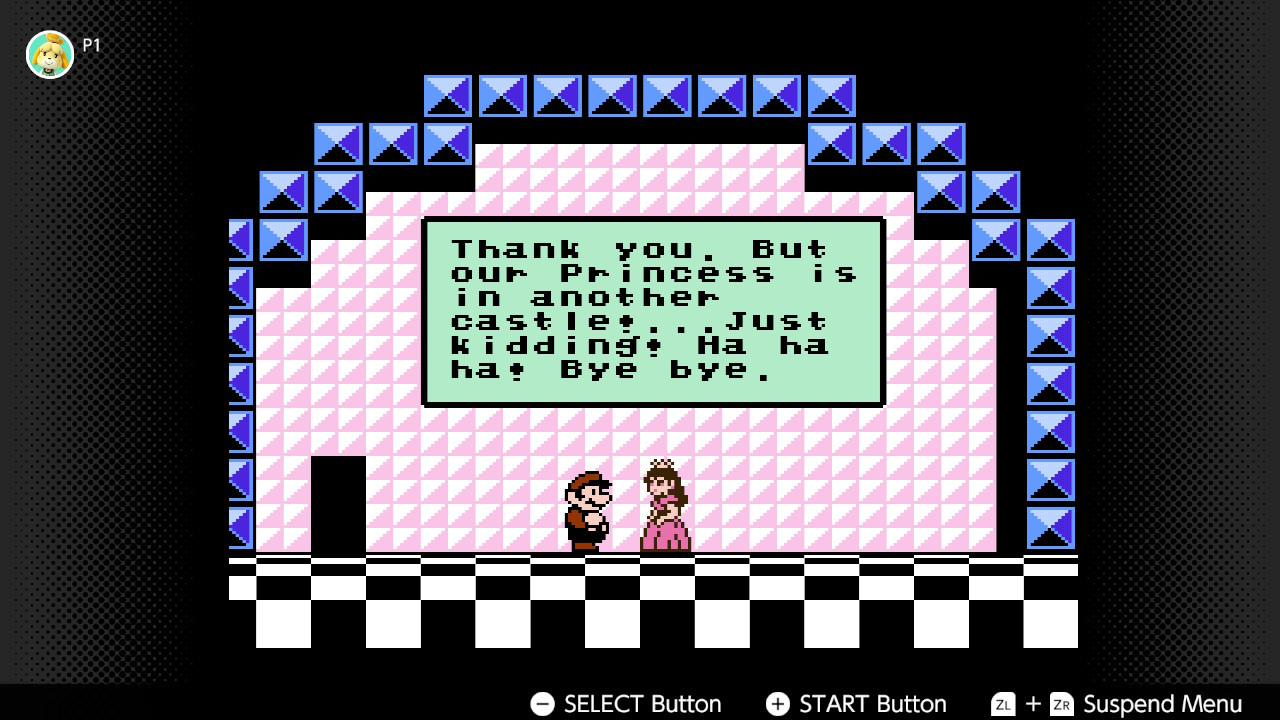 P1
Thank you. But
our Princess is
in another
castle!...Just
kidding! Ha ha
ha! Bye bye.
SELECT Button START Button ZL + ZR Suspend Menu